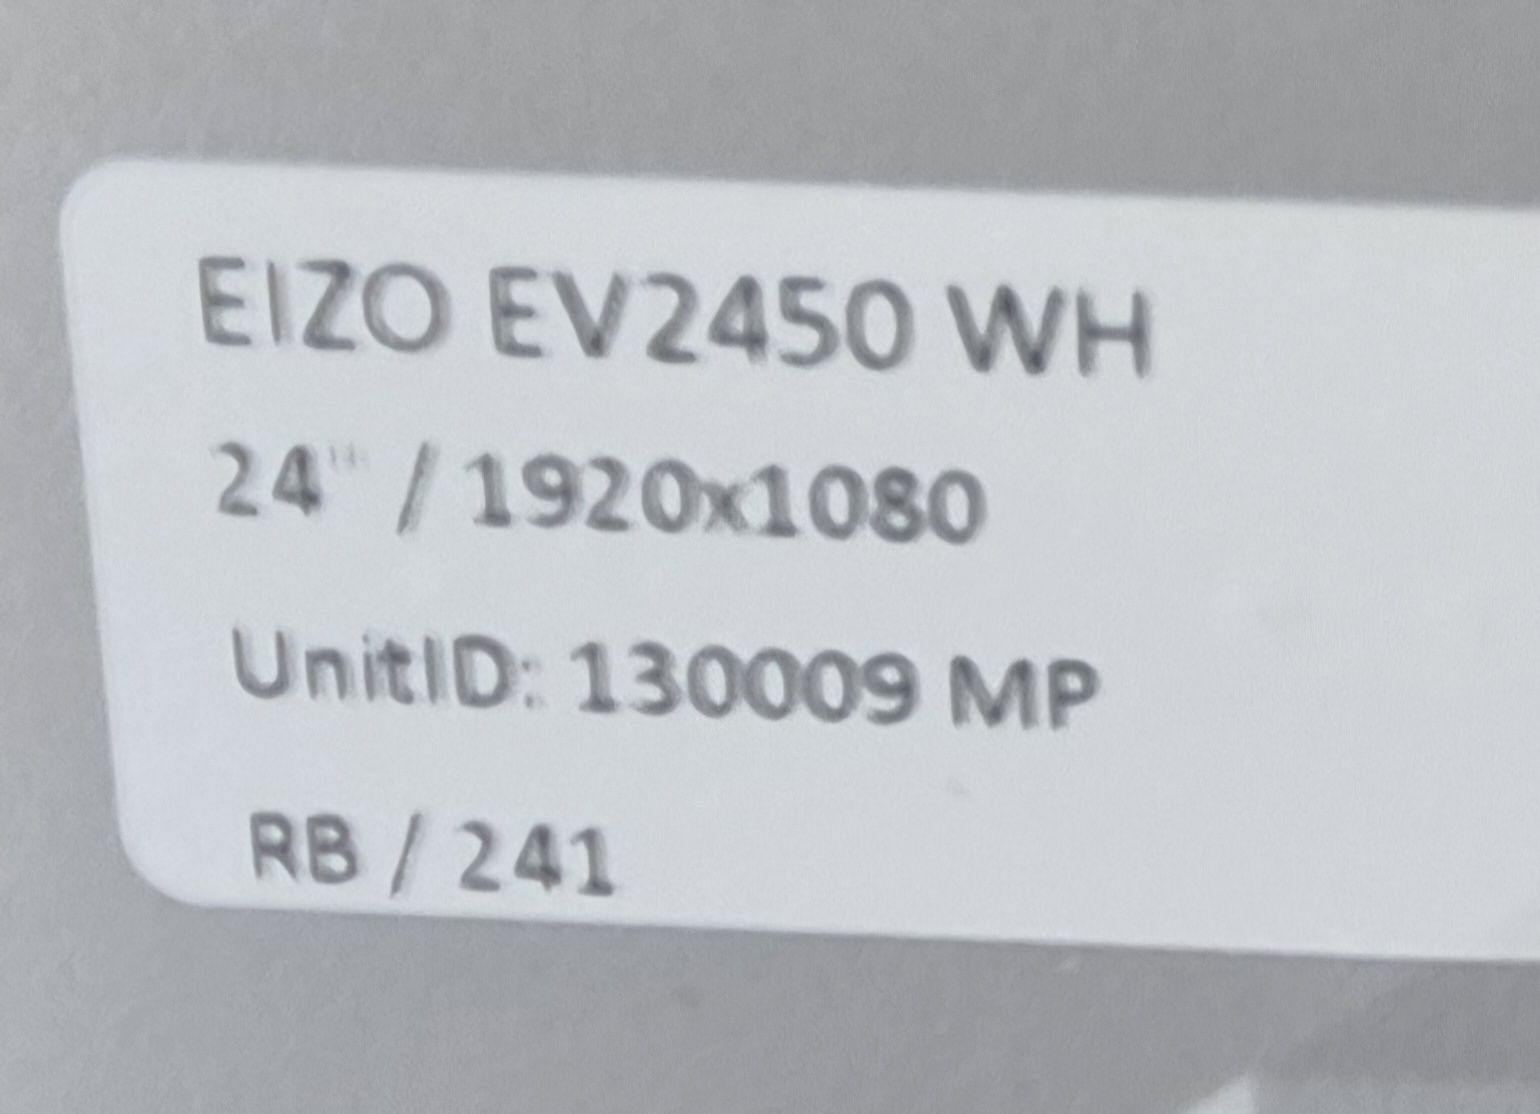 EIZO EV2450 WH
24" / 1920x1080
UnitID: 130009 MP
RB / 241